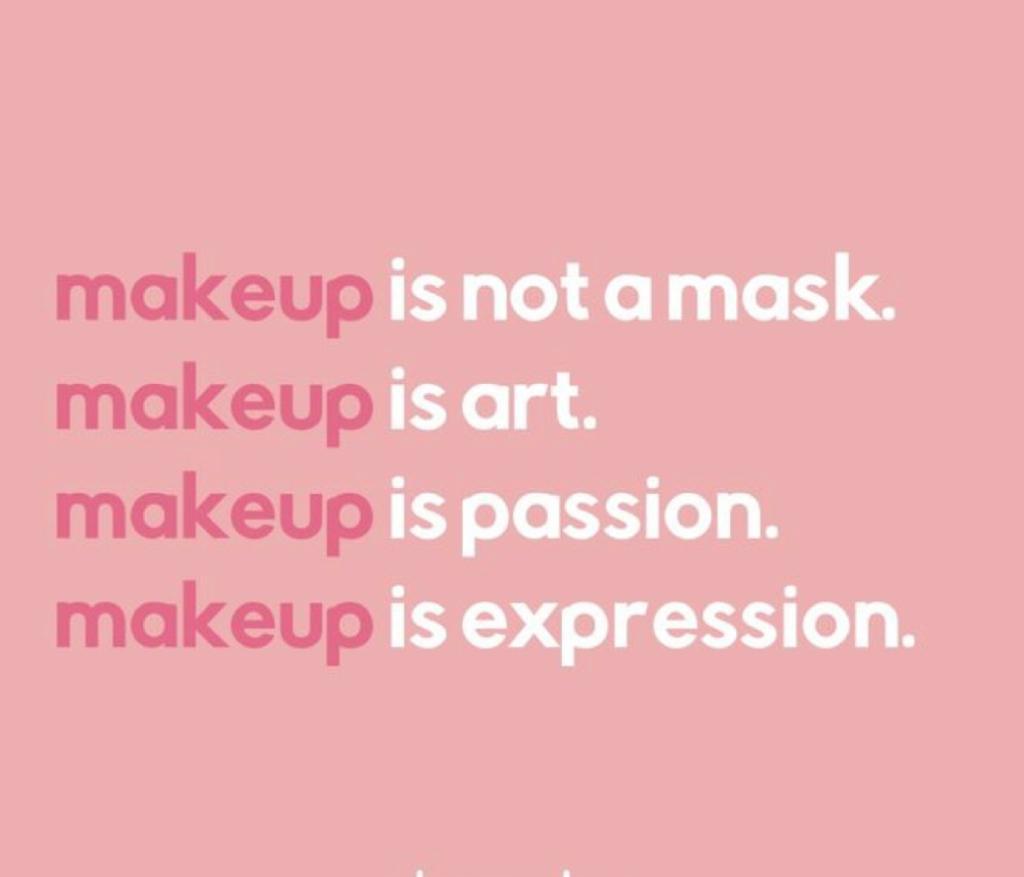 makeup is not a mask.
makeup is art.
makeup is passion.
makeup is expression.